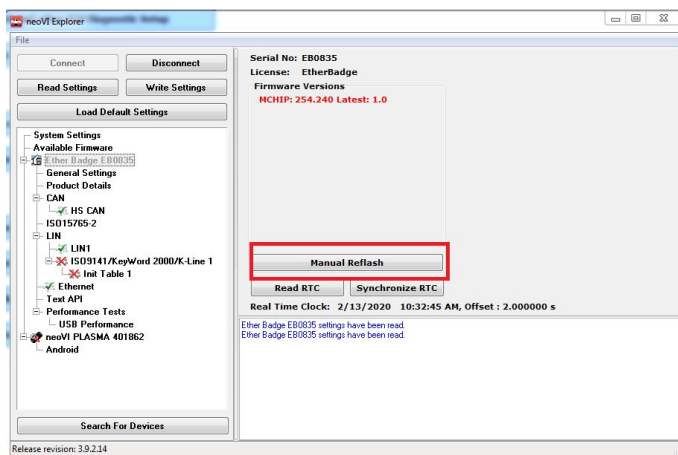 neoVI Explorer
File
Connect
Disconnect
Read Settings
Write Settings
Load Default Settings
System Settings
Available Firmware
Ether Badge EB0835
General Settings
Product Details
CAN
HS CAN
ISO15765-2
LIN
LIN1
ISO9141/KeyWord 2000/K-Line 1
Init Table 1
Ethernet
Text API
Performance Tests
USB Performance
neoVI PLASMA 401862
Android
Search For Devices
Serial No: EB0835
License: EtherBadge
Firmware Versions
MCHIP: 254.240 Latest: 1.0
Manual Reflash
Read RTC
Synchronize RTC
Real Time Clock: 2/13/2020 10:32:45 AM, Offset : 2.000000 s
Ether Badge EB0835 settings have been read.
Ether Badge EB0835 settings have been read.
Release revision: 3.9.2.14